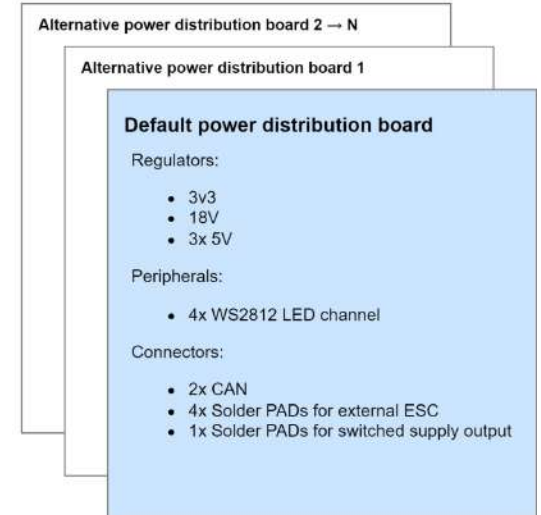 Alternative power distribution board 2 → N
Alternative power distribution board 1
Default power distribution board
Regulators:
• 3v3
• 18V
• 3x 5V
Peripherals:
• 4x WS2812 LED channel
Connectors:
• 2x CAN
• 4x Solder PADs for external ESC
• 1x Solder PADs for switched supply output